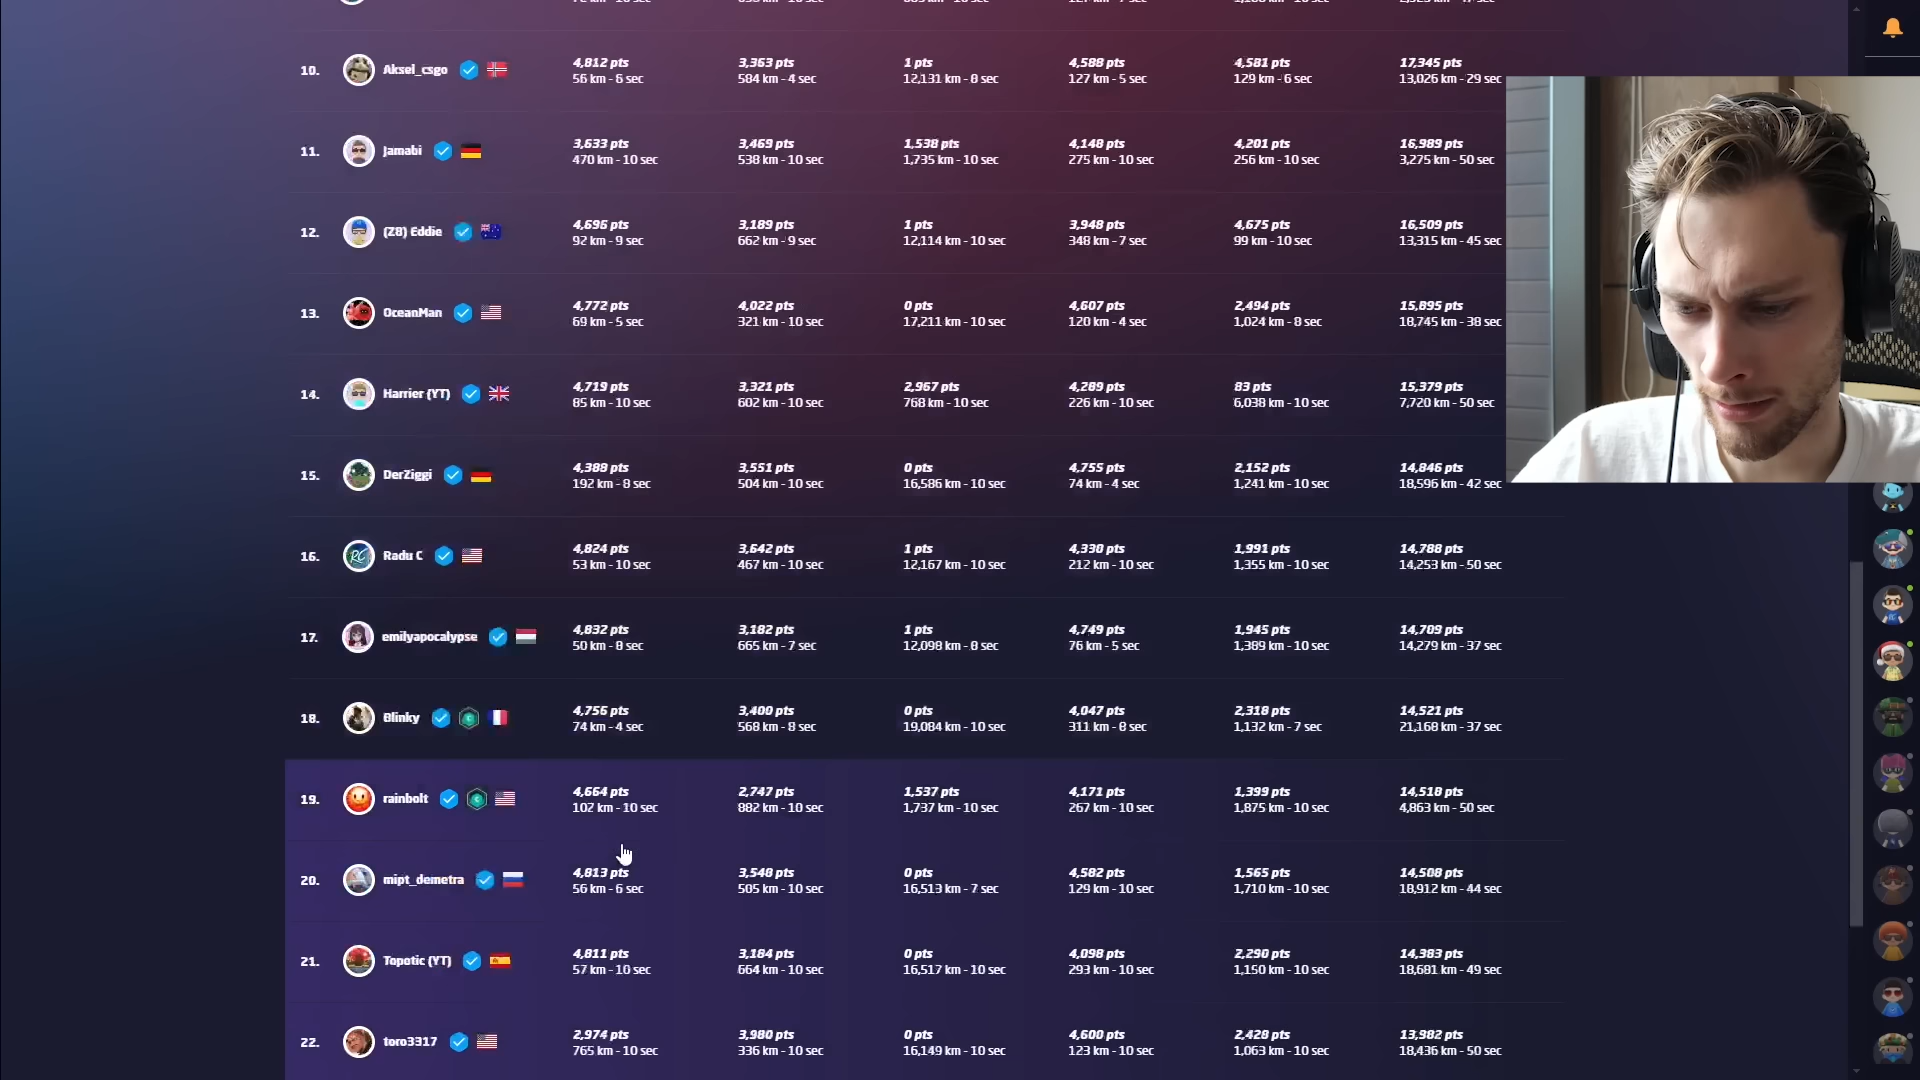 10. Aksel_csgo 4,812 pts 3,363 pts 1 pts 4,588 pts 4,581 pts 17,345 pts
56 km - 6 sec 584 km - 4 sec 12,131 km - 8 sec 127 km - 5 sec 129 km - 6 sec 13,026 km - 29 sec
11. Jamabi 3,633 pts 3,469 pts 1,538 pts 4,148 pts 4,201 pts 16,989 pts
470 km - 10 sec 538 km - 10 sec 1,735 km - 10 sec 275 km - 10 sec 256 km - 10 sec 3,275 km - 50 sec
12. (Z8) Eddie 4,696 pts 3,189 pts 1 pts 3,948 pts 4,675 pts 16,509 pts
92 km - 9 sec 662 km - 9 sec 12,114 km - 10 sec 348 km - 7 sec 99 km - 10 sec 13,315 km - 45 sec
13. OceanMan 4,772 pts 4,022 pts 0 pts 4,607 pts 2,494 pts 15,895 pts
69 km - 5 sec 321 km - 10 sec 17,211 km - 10 sec 120 km - 4 sec 1,024 km - 8 sec 18,745 km - 38 sec
14. Harrier (YT) 4,719 pts 3,321 pts 2,967 pts 4,289 pts 83 pts 15,379 pts
85 km - 10 sec 602 km - 10 sec 768 km - 10 sec 226 km - 10 sec 6,038 km - 10 sec 7,720 km - 50 sec
15. DerZiggi 4,388 pts 3,551 pts 0 pts 4,755 pts 2,152 pts 14,846 pts
192 km - 8 sec 504 km - 10 sec 16,586 km - 10 sec 74 km - 4 sec 1,241 km - 10 sec 18,596 km - 42 sec
16. RC Radu C 4,824 pts 3,642 pts 1 pts 4,330 pts 1,991 pts 14,788 pts
53 km - 10 sec 467 km - 10 sec 12,167 km - 10 sec 212 km - 10 sec 1,355 km - 10 sec 14,253 km - 50 sec
17. emilyapocalypse 4,832 pts 3,182 pts 1 pts 4,749 pts 1,945 pts 14,709 pts
50 km - 8 sec 665 km - 7 sec 12,098 km - 8 sec 76 km - 5 sec 1,389 km - 10 sec 14,279 km - 37 sec
18. Blinky 4,756 pts 3,400 pts 0 pts 4,047 pts 2,318 pts 14,521 pts
74 km - 4 sec 568 km - 8 sec 19,084 km - 10 sec 311 km - 8 sec 1,132 km - 7 sec 21,168 km - 37 sec
19. rainbolt 4,664 pts 2,747 pts 1,537 pts 4,171 pts 1,399 pts 14,518 pts
102 km - 10 sec 882 km - 10 sec 1,737 km - 10 sec 267 km - 10 sec 1,875 km - 10 sec 4,863 km - 50 sec
20. mipt_demetra 4,813 pts 3,548 pts 0 pts 4,582 pts 1,565 pts 14,508 pts
56 km - 6 sec 505 km - 10 sec 16,513 km - 7 sec 129 km - 10 sec 1,710 km - 10 sec 18,912 km - 44 sec
21. Topotic (YT) 4,811 pts 3,184 pts 0 pts 4,098 pts 2,290 pts 14,383 pts
57 km - 10 sec 664 km - 10 sec 16,517 km - 10 sec 293 km - 10 sec 1,150 km - 10 sec 18,681 km - 49 sec
22. toro3317 2,974 pts 3,980 pts 0 pts 4,600 pts 2,428 pts 13,982 pts
765 km - 10 sec 336 km - 10 sec 16,149 km - 10 sec 123 km - 10 sec 1,063 km - 10 sec 18,436 km - 50 sec